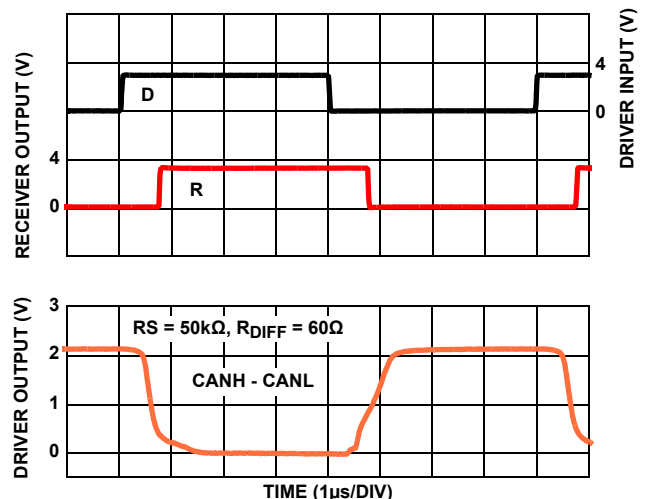 RECEIVER OUTPUT (V)
4
0
D
R
4
0
DRIVER INPUT (V)
DRIVER OUTPUT (V)
3
2
1
0
RS = 50kΩ, RDIFF = 60Ω
CANH - CANL
TIME (1µs/DIV)